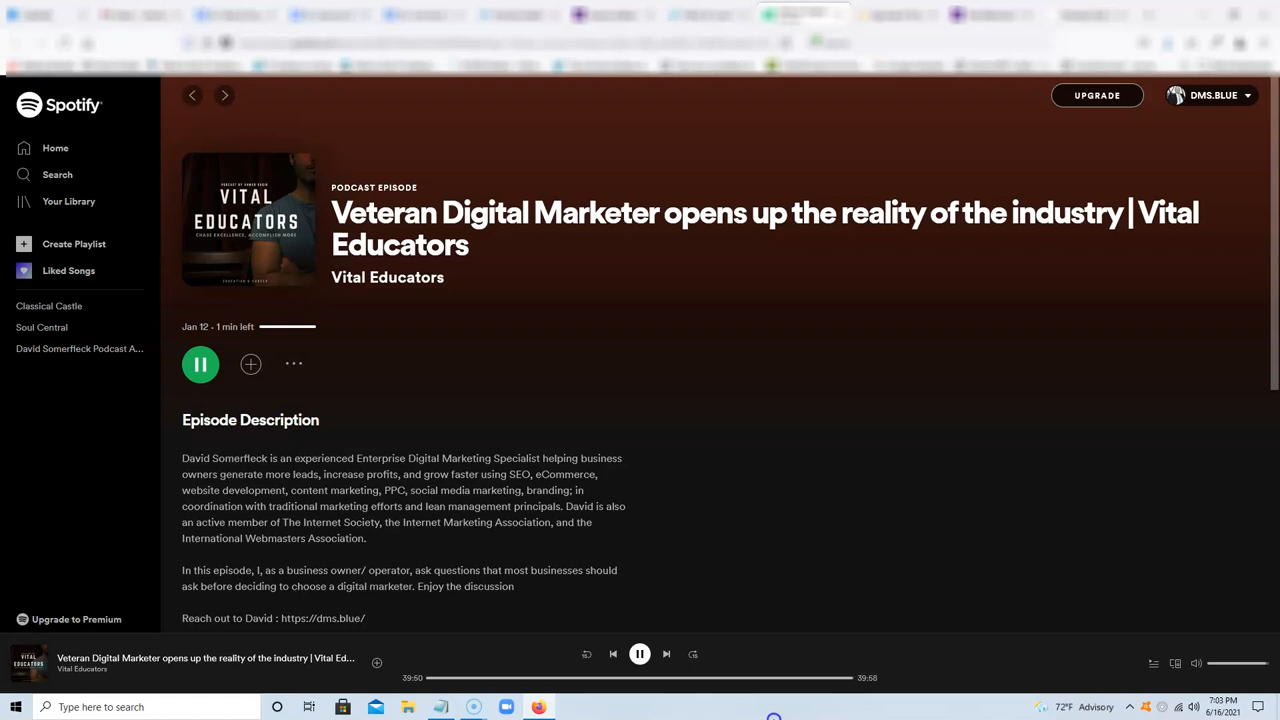 Spotify
UPGRADE
DMS.BLUE
Home
Search
Your Library
Create Playlist
Liked Songs
Classical Castle
Soul Central
David Somerfleck Podcast A...
Upgrade to Premium
VITAL
EDUCATORS
CHASE EXCELLENCE, ACCOMPLISH MORE
PODCAST EPISODE
Veteran Digital Marketer opens up the reality of the industry | Vital
Educators
Vital Educators
Jan 12 · 1 min left
Episode Description
David Somerfleck is an experienced Enterprise Digital Marketing Specialist helping business
owners generate more leads, increase profits, and grow faster using SEO, eCommerce,
website development, content marketing, PPC, social media marketing, branding; in
coordination with traditional marketing efforts and lean management principals. David is also
an active member of The Internet Society, the Internet Marketing Association, and the
International Webmasters Association.
In this episode, I, as a business owner/ operator, ask questions that most businesses should
ask before deciding to choose a digital marketer. Enjoy the discussion
Reach out to David : https://dms.blue/
VITAL
EDUCATORS
Veteran Digital Marketer opens up the reality of the industry | Vital Ed...
Vital Educators
39:50
39:58
Type here to search
72°F Advisory
7:03 PM
6/16/2021